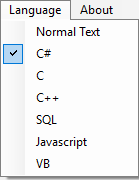 Language About
Normal Text
C#
C
C++
SQL
Javascript
VB